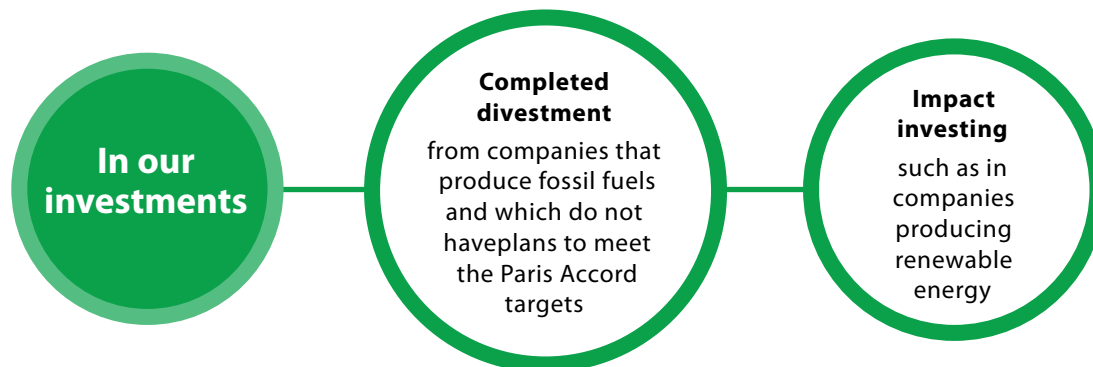 In our
investments
Completed
divestment
from companies that
produce fossil fuels
and which do not
haveplans to meet
the Paris Accord
targets
Impact
investing
such as in
companies
producing
renewable
energy